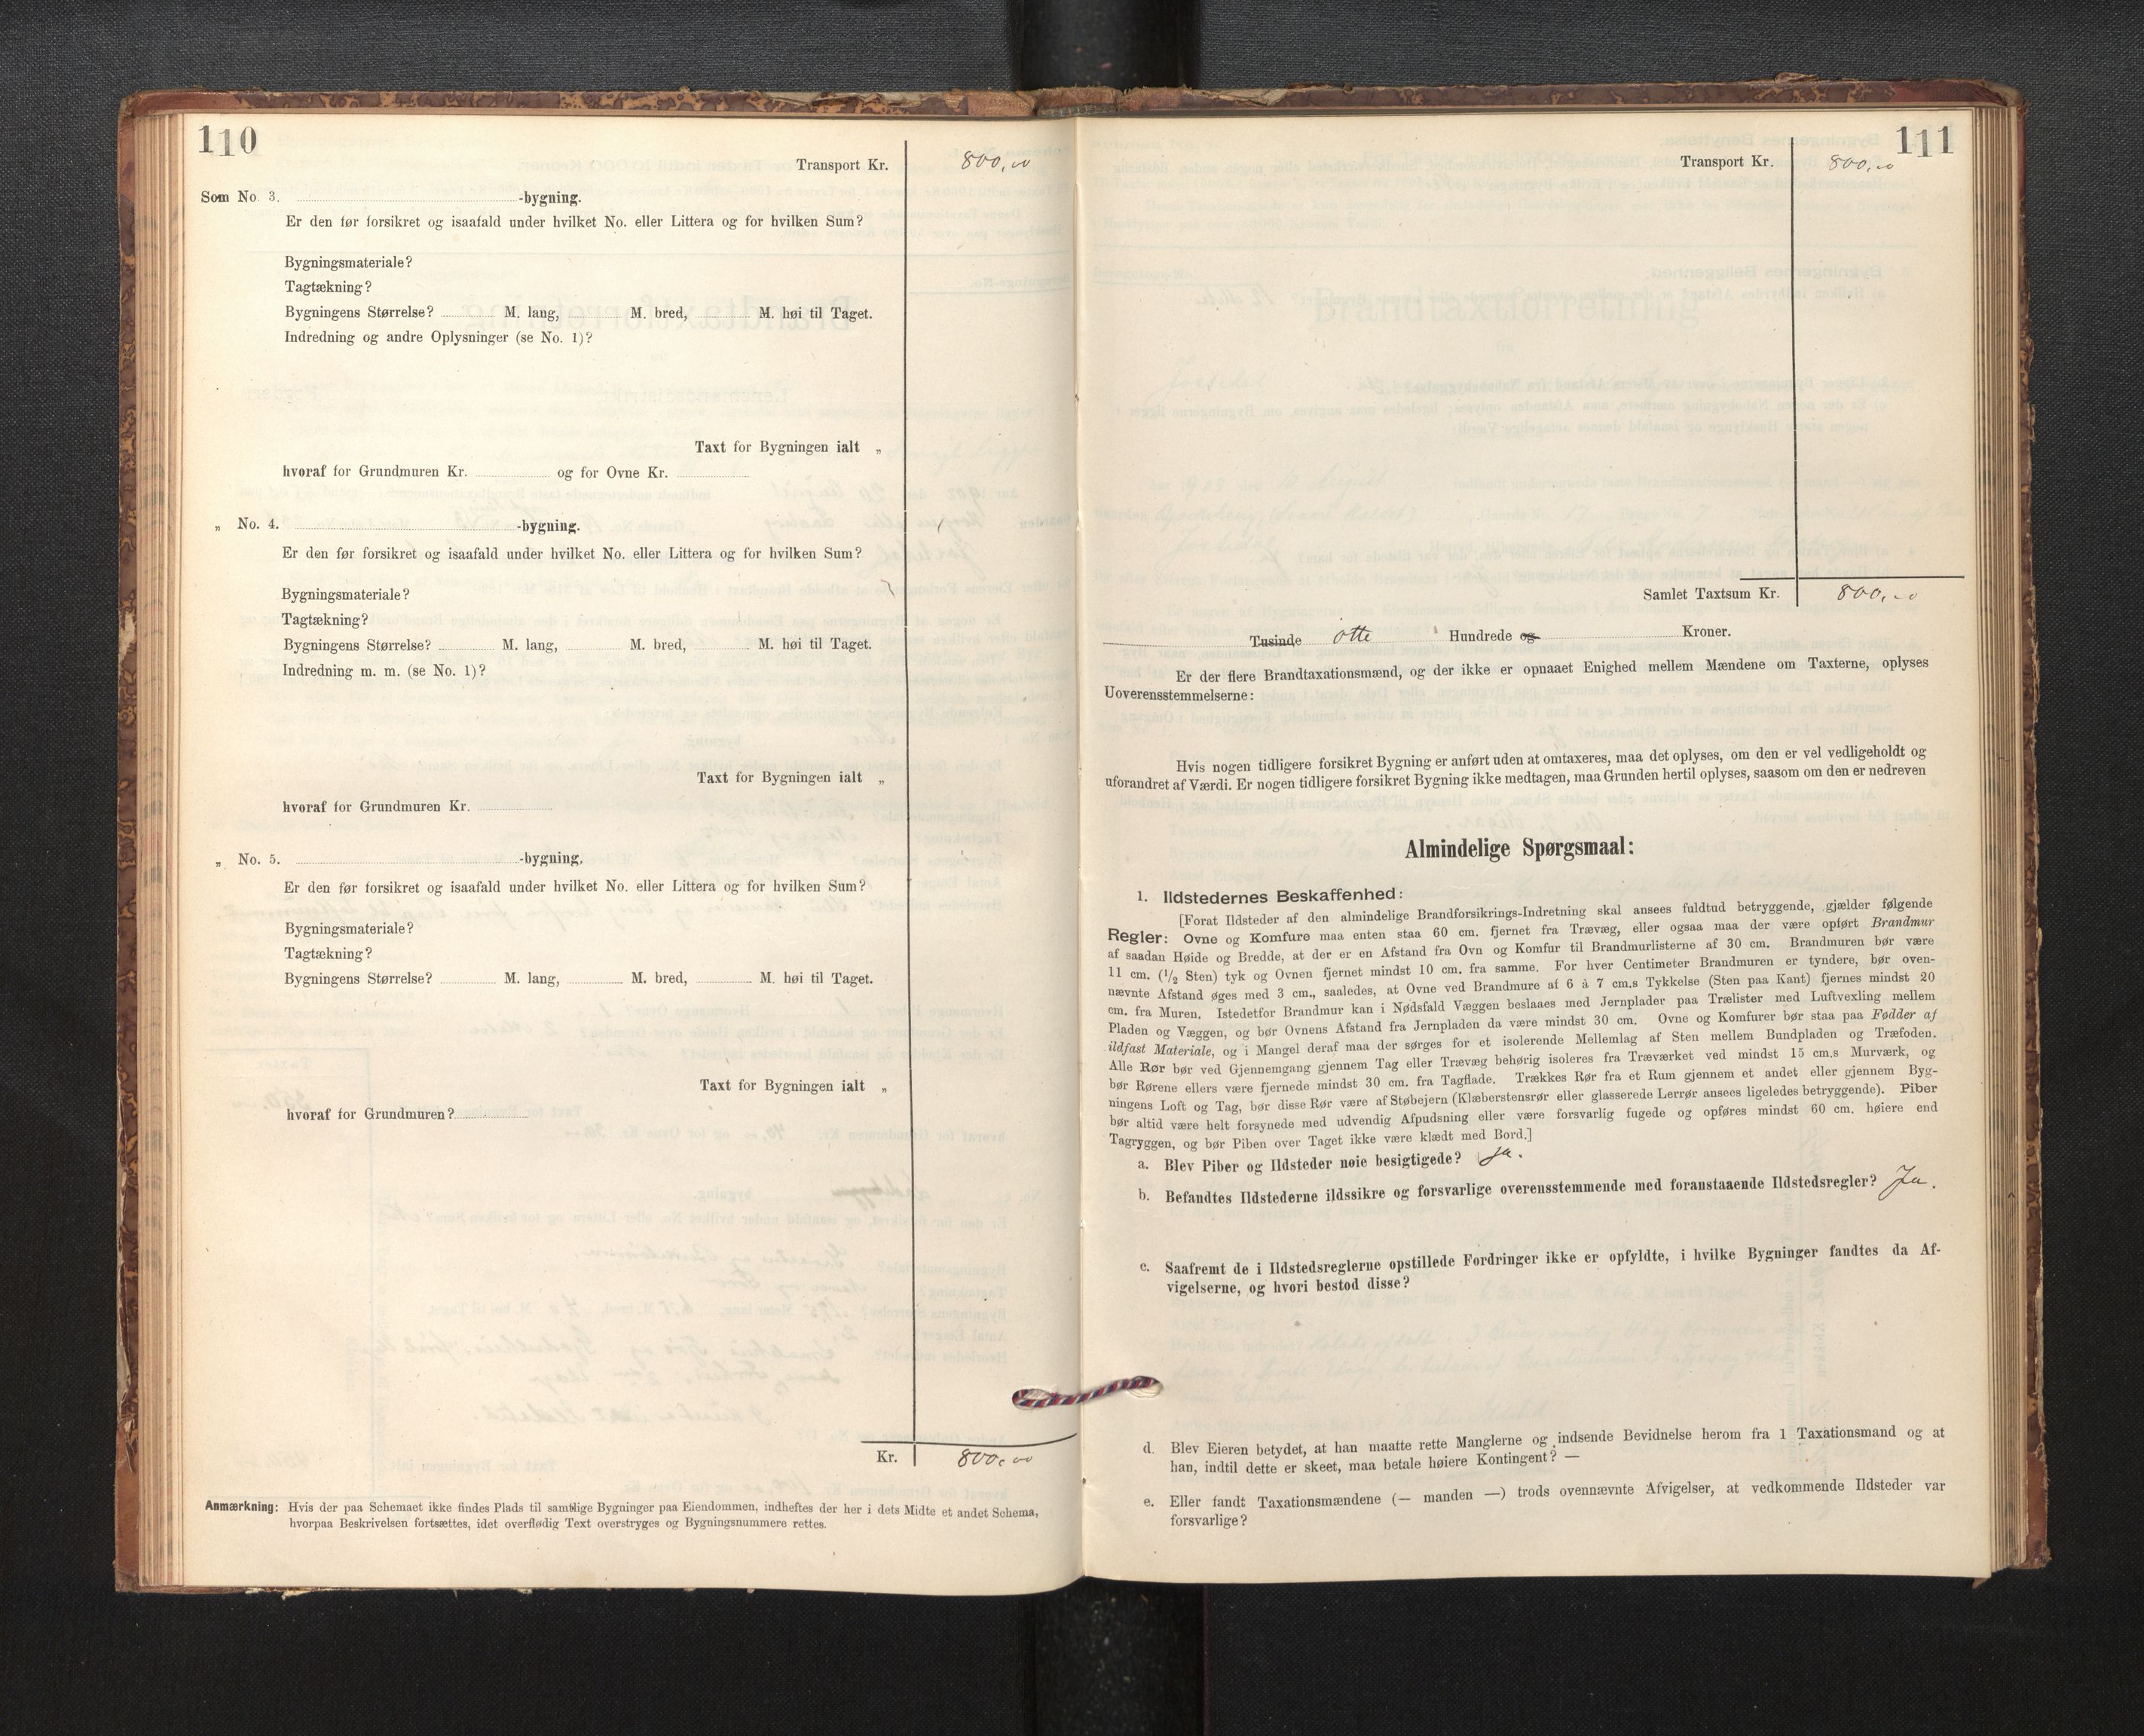 110
Transport Kr. 800,00
Som No. 3. -bygning.
Er den før forsikret og isaafald under hvilket No. eller Littera og for hvilken Sum?
Bygningsmateriale?
Tagtækning?
Bygningens Størrelse? M. lang, M. bred, M. høi til Taget.
Indredning og andre Oplysninger (se No. 1)?
Taxt for Bygningen ialt „
hvoraf for Grundmuren Kr. og for Ovne Kr.
„ No. 4. -bygning.
Er den før forsikret og isaafald under hvilket No. eller Littera og for hvilken Sum?
Bygningsmateriale?
Tagtækning?
Bygningens Størrelse? M. lang, M. bred, M. høi til Taget.
Indredning m. m. (se No. 1)?
Taxt for Bygningen ialt „
hvoraf for Grundmuren Kr.
„ No. 5. -bygning.
Er den før forsikret og isaafald under hvilket No. eller Littera og for hvilken Sum?
Bygningsmateriale?
Tagtækning?
Bygningens Størrelse? M. lang, M. bred, M. høi til Taget.
Taxt for Bygningen ialt „
hvoraf for Grundmuren?
Kr. 800,00
Anmærkning: Hvis der paa Schemaet ikke findes Plads til samtlige Bygninger paa Eiendommen, indheftes der her i dets Midte et andet Schema,
hvorpaa Beskrivelsen fortsættes, idet overflødig Text overstryges og Bygningsnummere rettes.
111
Transport Kr. 800,00
Samlet Taxtsum Kr. 800,00
Tusinde otte Hundrede og Kroner.
Er der flere Brandtaxationsmænd, og der ikke er opnaaet Enighed mellem Mændene om Taxterne, oplyses
Uoverensstemmelserne:
Hvis nogen tidligere forsikret Bygning er anført uden at omtaxeres, maa det oplyses, om den er vel vedligeholdt og
uforandret af Værdi. Er nogen tidligere forsikret Bygning ikke medtagen, maa Grunden hertil oplyses, saasom om den er nedreven
Almindelige Spørgsmaal:
1. Ildstedernes Beskaffenhed:
[Forat Ildsteder af den almindelige Brandforsikrings-Indretning skal ansees fuldtud betryggende, gjælder følgende
Regler: Ovne og Komfure maa enten staa 60 cm. fjernet fra Trævæg, eller ogsaa maa der være opført Brandmur
af saadan Høide og Bredde, at der er en Afstand fra Ovn og Komfur til Brandmurlisterne af 30 cm. Brandmuren bør være
11 cm. (1/2 Sten) tyk og Ovnen fjernet mindst 10 cm. fra samme. For hver Centimeter Brandmuren er tyndere, bør oven-
nævnte Afstand øges med 3 cm., saaledes, at Ovne ved Brandmure af 6 à 7 cm.s Tykkelse (Sten paa Kant) fjernes mindst 20
cm. fra Muren. Istedetfor Brandmur kan i Nødsfald Væggen beslaaes med Jernplader paa Trælister med Luftvexling mellem
Pladen og Væggen, og bør Ovnens Afstand fra Jernpladen da være mindst 30 cm. Ovne og Komfurer bør staa paa Fødder af
ildfast Materiale, og i Mangel deraf maa der sørges for et isolerende Mellemlag af Sten mellem Bundpladen og Træfoden.
Alle Rør bør ved Gjennemgang gjennem Tag eller Trævæg behørig isoleres fra Træværket ved mindst 15 cm.s Murværk, og
bør Rørene ellers være fjernede mindst 30 cm. fra Tagflade. Trækkes Rør fra et Rum gjennem et andet eller gjennem Byg-
ningens Loft og Tag, bør disse Rør være af Støbejern (Klæberstensrør eller glasserede Lerrør ansees ligeledes betryggende). Piber
bør altid være helt forsynede med udvendig Afpudsning eller være forsvarlig fugede og opføres mindst 60 cm. høiere end
Tagryggen, og bør Piben over Taget ikke være klædt med Bord.]
a. Blev Piber og Ildsteder nøie besigtigede? Ja.
b. Befandtes Ildstederne ildssikre og forsvarlige overensstemmende med foranstaaende Ildstedsregler? Ja.
c. Saafremt de i Ildstedsreglerne opstillede Fordringer ikke er opfyldte, i hvilke Bygninger fandtes da Af-
vigelserne, og hvori bestod disse?
d. Blev Eieren betydet, at han maatte rette Manglerne og indsende Bevidnelse herom fra 1 Taxationsmand og at
han, indtil dette er skeet, maa betale høiere Kontingent? —
e. Eller fandt Taxationsmændene (— manden —) trods ovennævnte Afvigelser, at vedkommende Ildsteder var
forsvarlige?